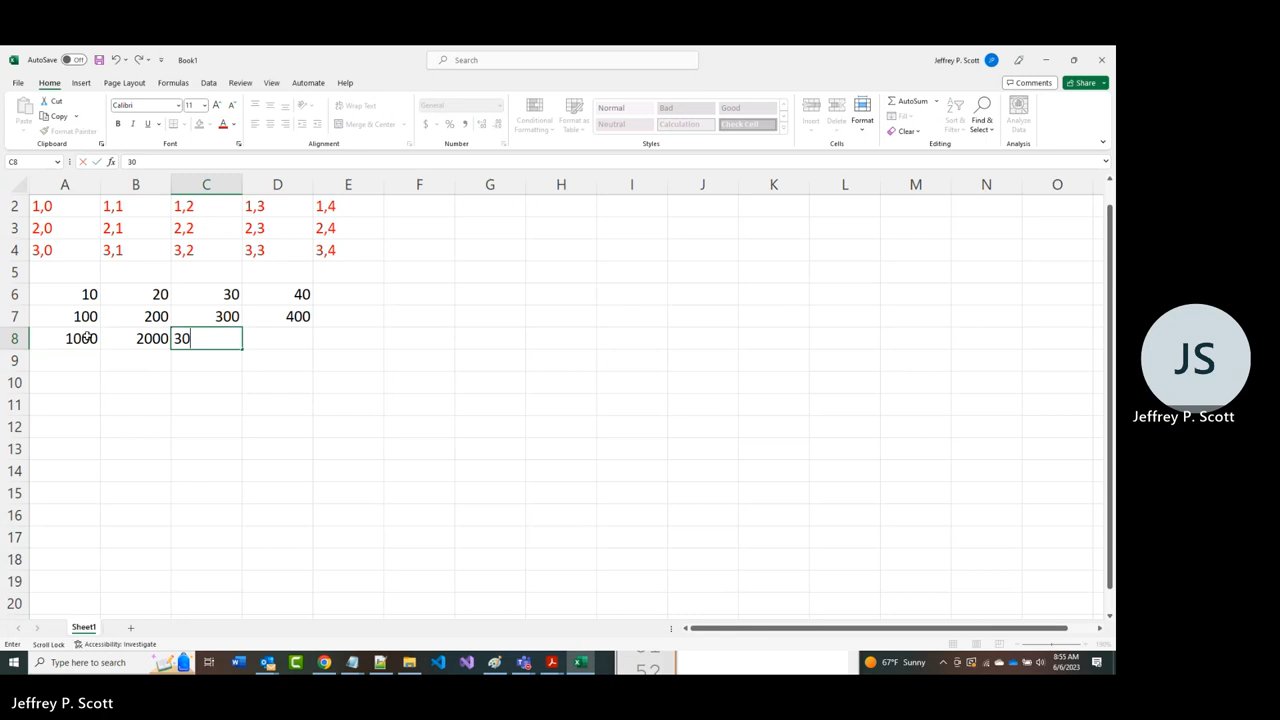 AutoSave Off Book1 Search Jeffrey P. Scott JP
File Home Insert Page Layout Formulas Data Review View Automate Help Comments Share
Paste Cut Copy Format Painter Clipboard
Calibri 11 A A B I U A Font
Wrap Text Merge & Center Alignment
General $ % Number
Conditional Formatting Format as Table Normal Bad Good Neutral Calculation Check Cell Styles
Insert Delete Format Cells
AutoSum Fill Clear Sort & Filter Find & Select Editing
Analyze Data Analysis
C8 fx 30
A B C D E F G H I J K L M N O
2 1,0 1,1 1,2 1,3 1,4
3 2,0 2,1 2,2 2,3 2,4
4 3,0 3,1 3,2 3,3 3,4
5
6 10 20 30 40
7 100 200 300 400
8 1000 2000 30
9
10
11
12
13
14
15
16
17
18
19
20
JS
Jeffrey P. Scott
Sheet1
Enter Scroll Lock Accessibility: Investigate 100%
Type here to search 52 67°F Sunny 8:55 AM
6/6/2023
Jeffrey P. Scott